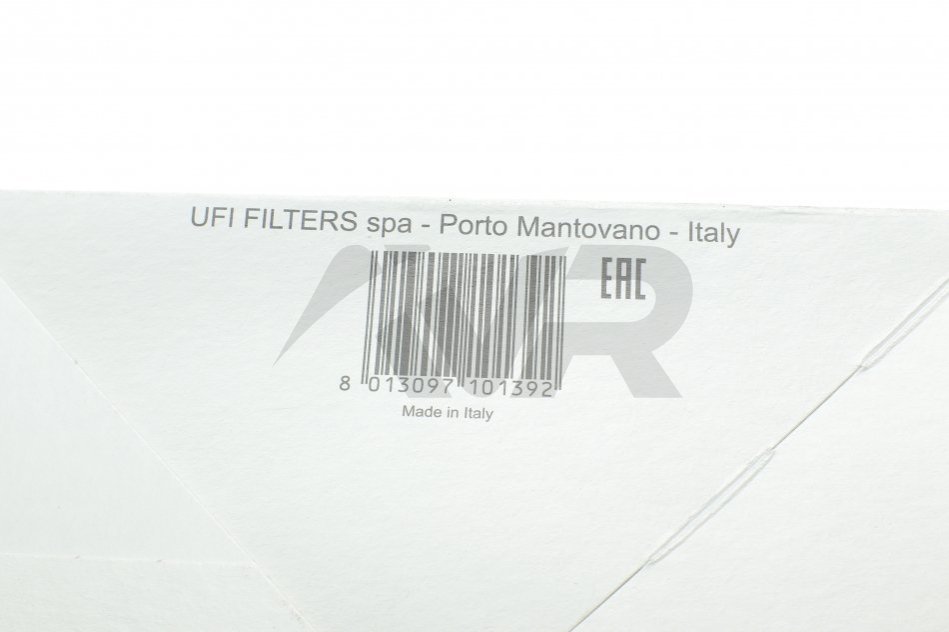 UFI FILTERS spa - Porto Mantovano - Italy
EAC
8 013097 101392
Made in Italy